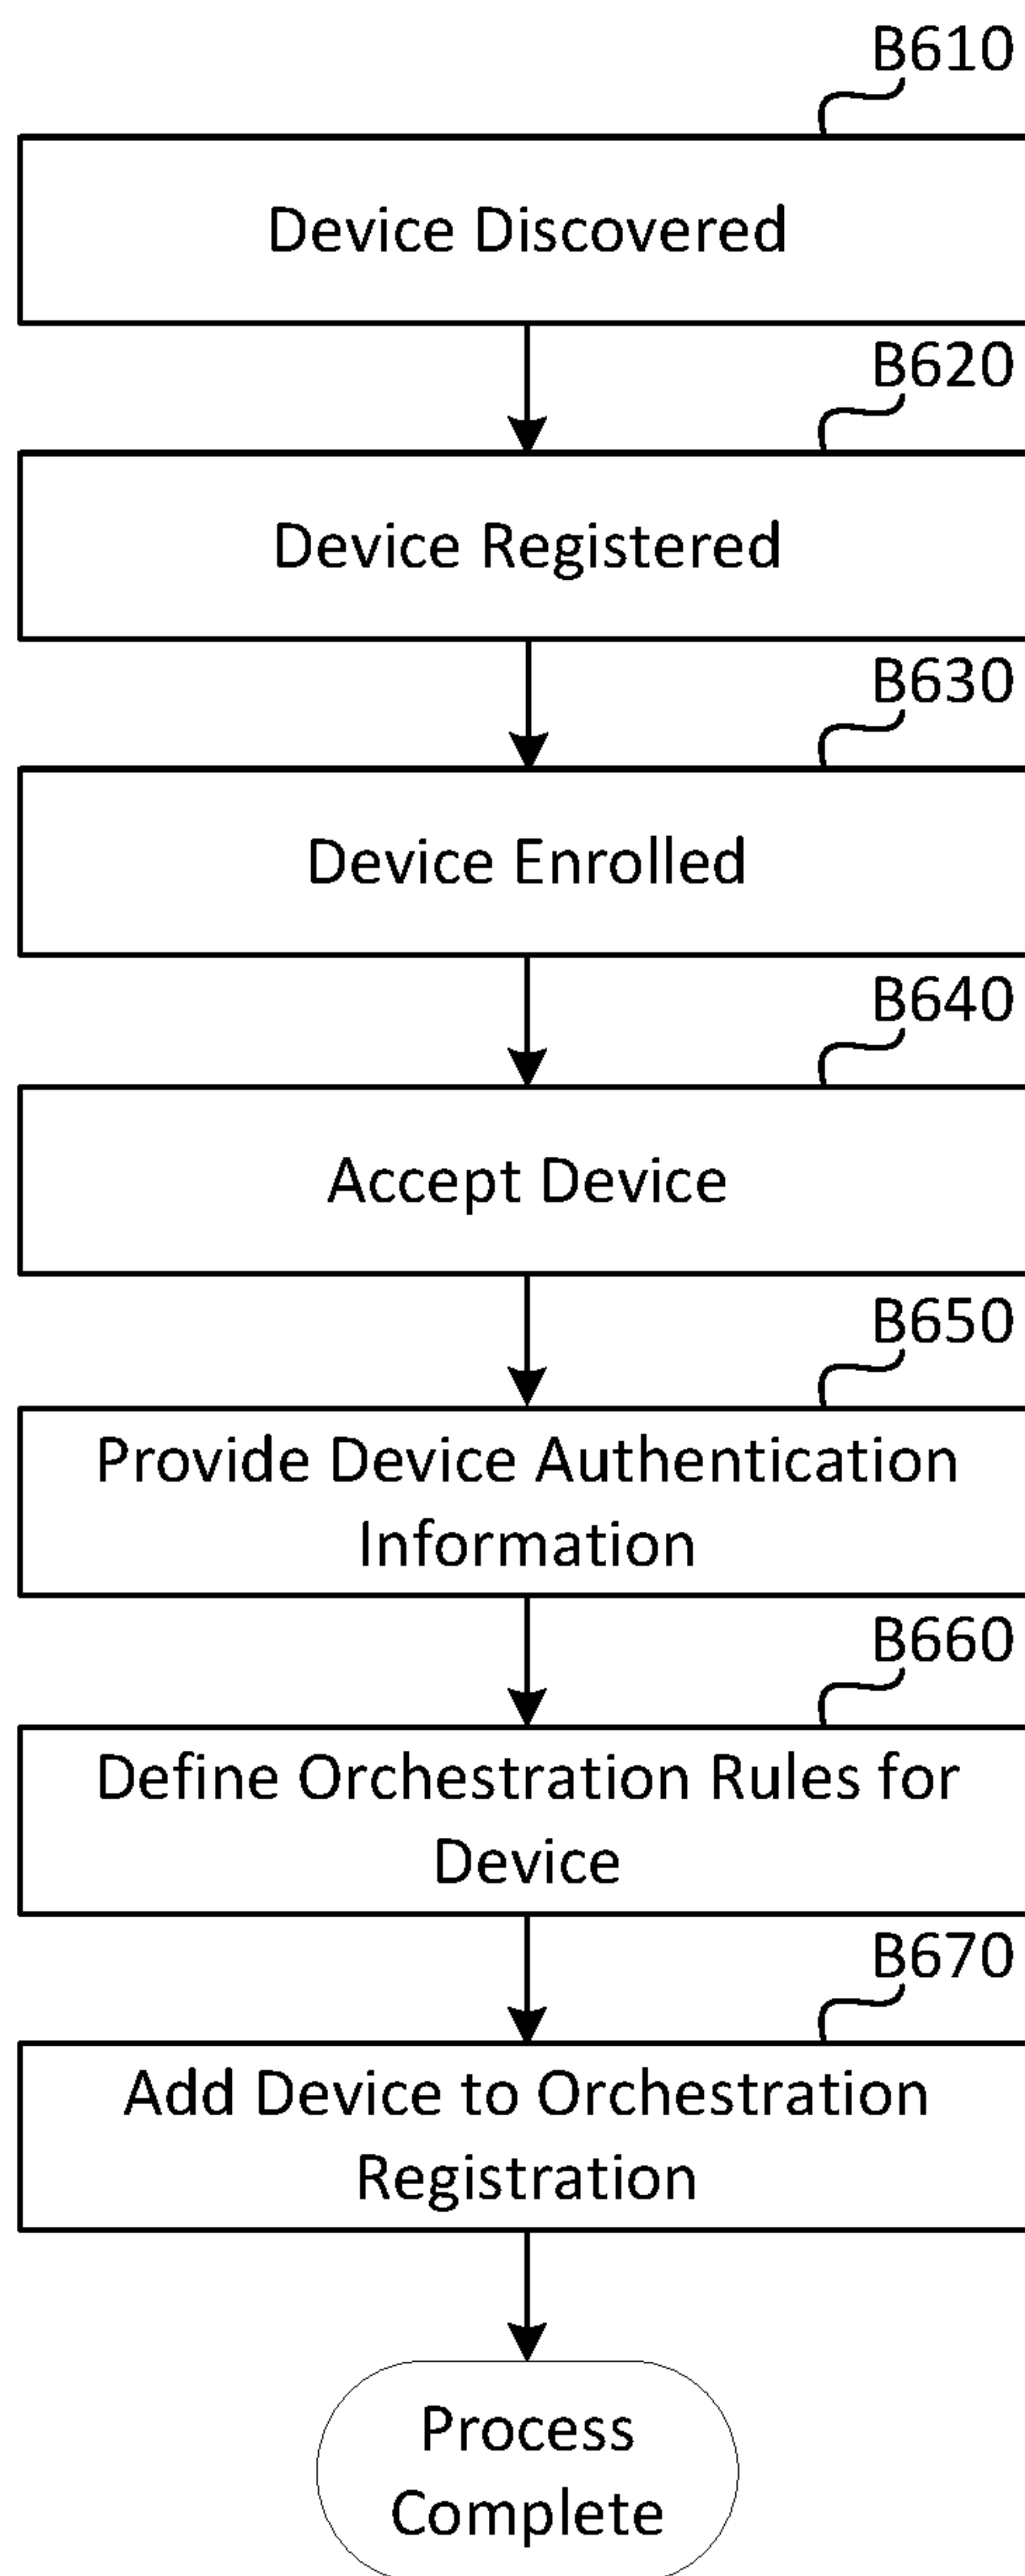 B610
Device Discovered
B620
Device Registered
B630
Device Enrolled
B640
Accept Device
B650
Provide Device Authentication
Information
B660
Define Orchestration Rules for
Device
B670
Add Device to Orchestration
Registration
Process
Complete